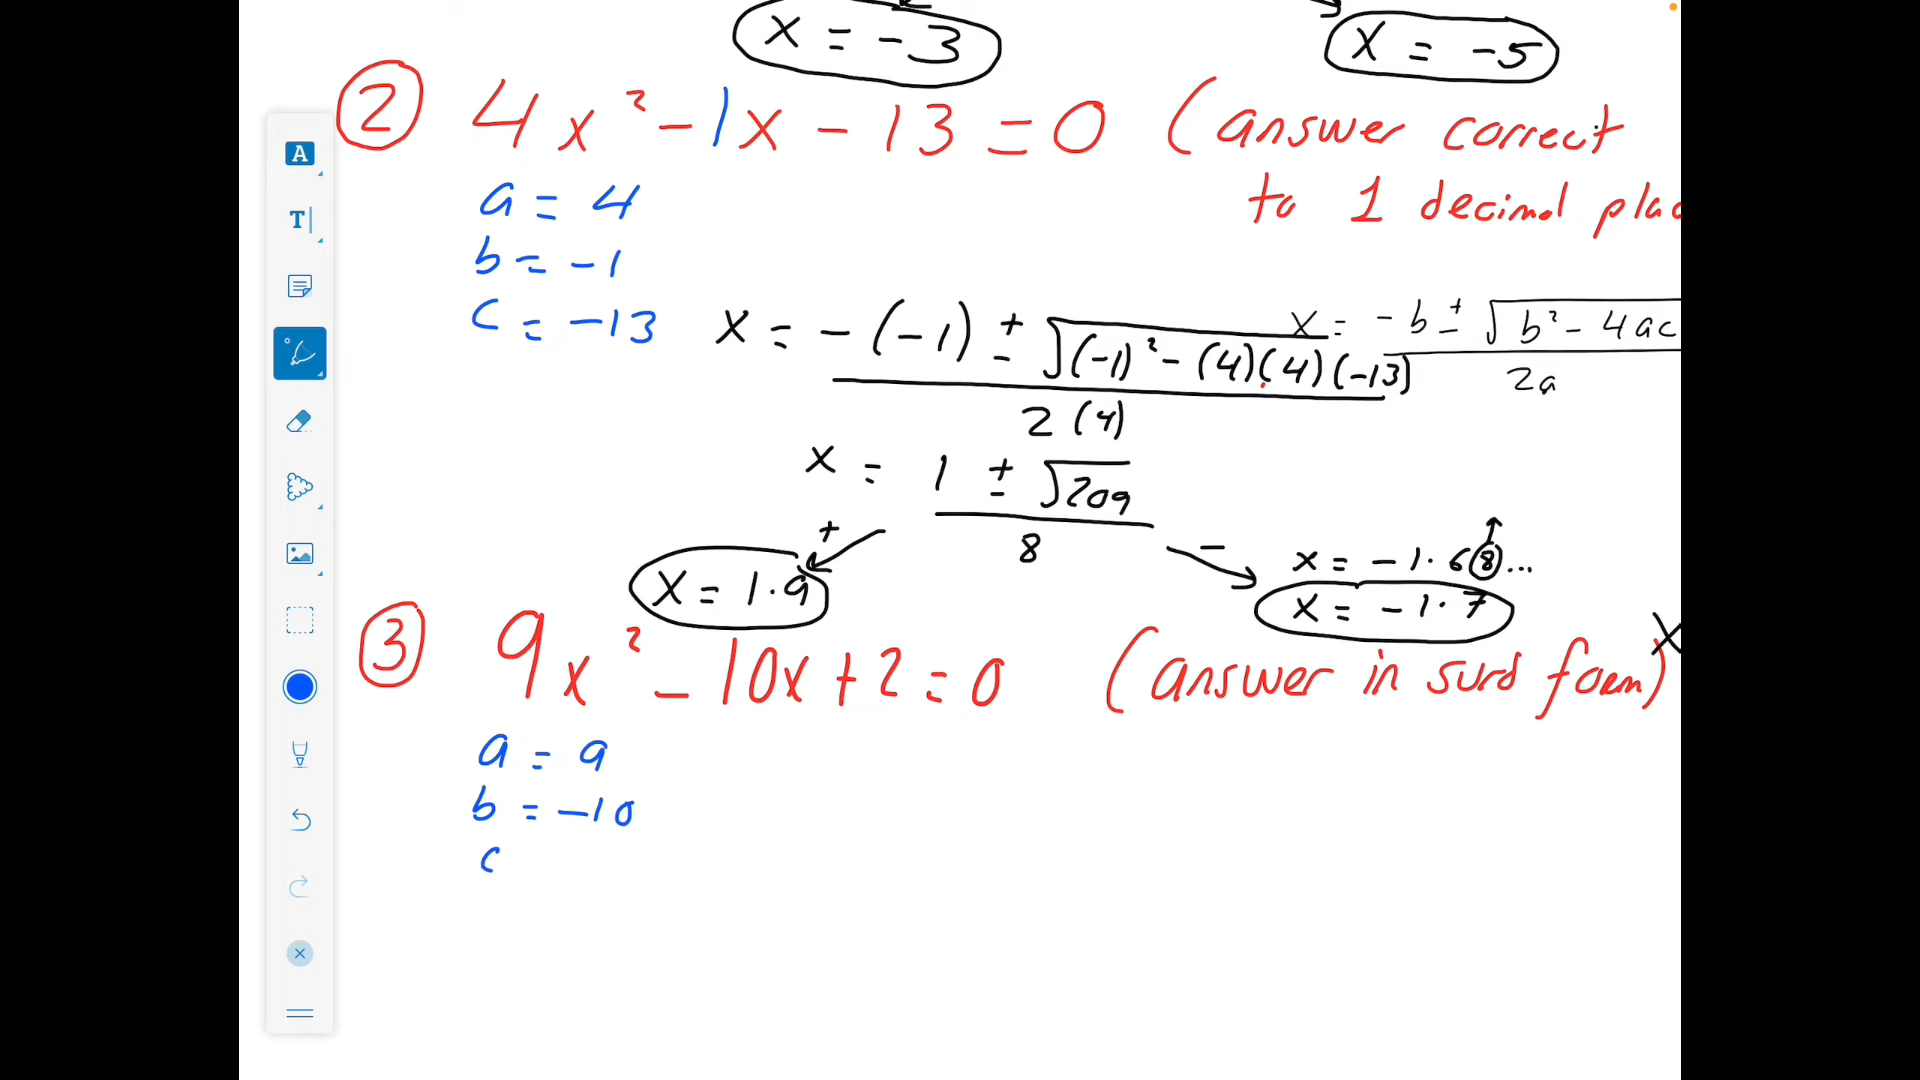 x = -3
x = -5
② 4x² - 1x - 13 = 0 (answer correct
to 1 decimal plac
a = 4
b = -1
c = -13
x = -(-1) ± √(-1)² - (4)(4)(-13)
2(4)
x = -b ± √b² - 4ac
2a
x = 1 ± √209
8
+
-
x = 1.9
x = -1.68...
x = -1.7
③ 9x² - 10x + 2 = 0 (answer in surd form)
x
a = 9
b = -10
c
A
T